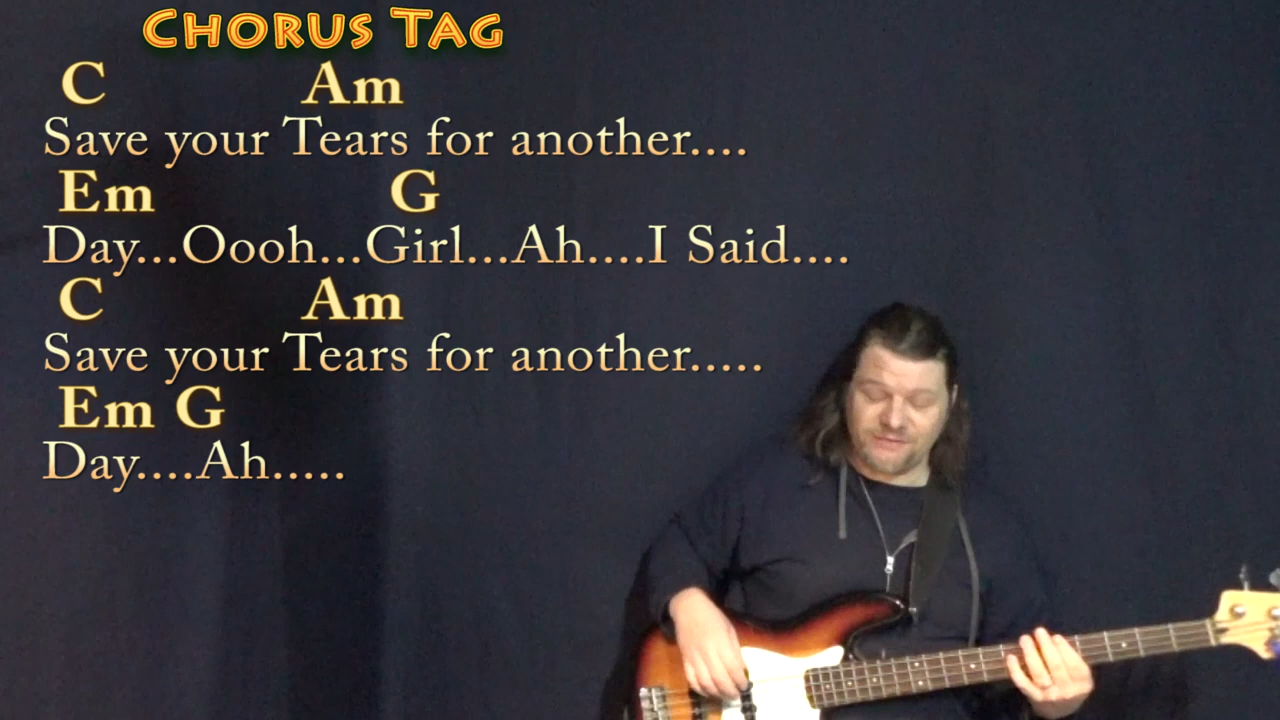 CHORUS TAG
C Am
Save your Tears for another....
Em G
Day...Oooh...Girl...Ah....I Said....
C Am
Save your Tears for another.....
Em G
Day....Ah.....